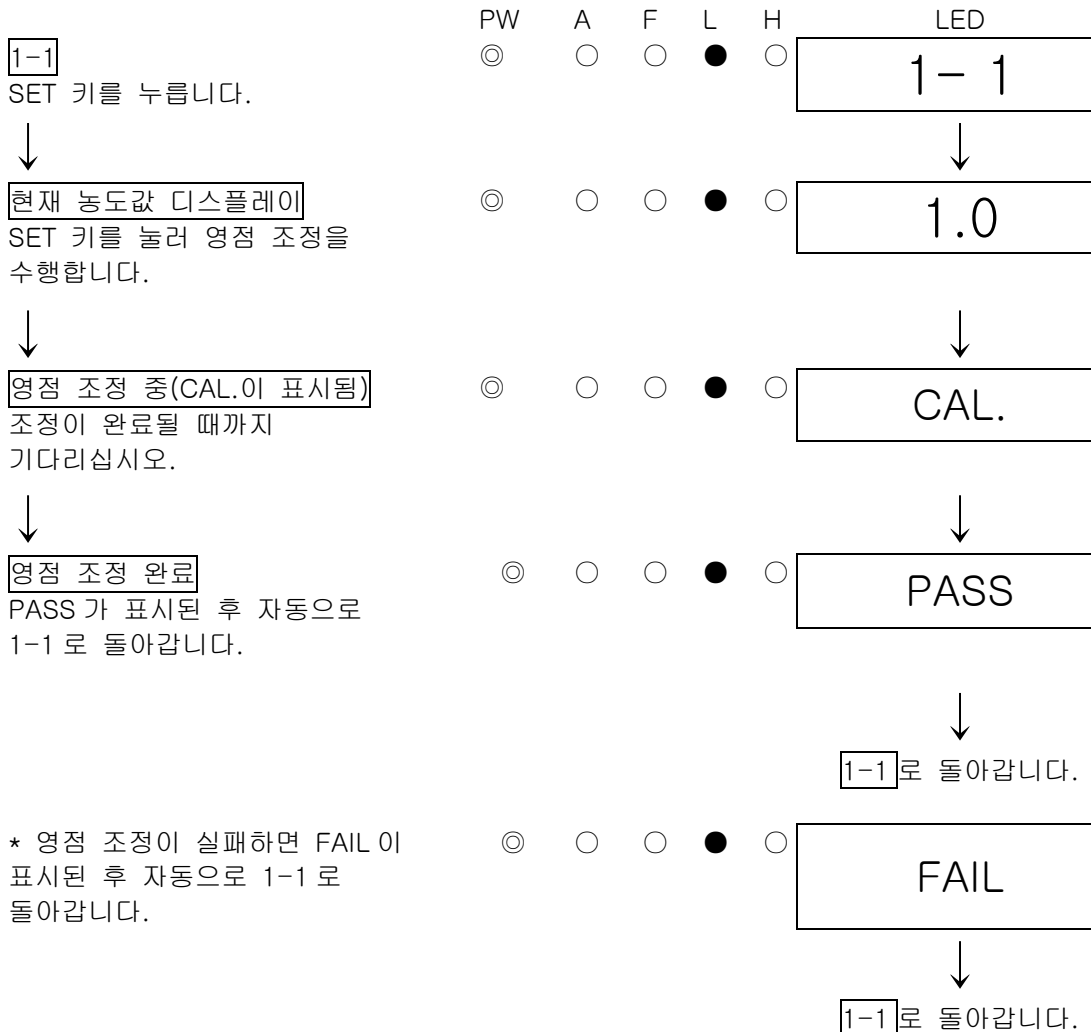 PW A F L H LED
1-1 ◎ ○ ○ ● ○ 1- 1
SET 키를 누릅니다.
↓ ↓
현재 농도값 디스플레이 ◎ ○ ○ ● ○ 1.0
SET 키를 눌러 영점 조정을
수행합니다.
↓ ↓
영점 조정 중(CAL.이 표시됨) ◎ ○ ○ ● ○ CAL.
조정이 완료될 때까지
기다리십시오.
↓ ↓
영점 조정 완료 ◎ ○ ○ ● ○ PASS
PASS 가 표시된 후 자동으로
1-1 로 돌아갑니다.
↓
1-1 로 돌아갑니다.
* 영점 조정이 실패하면 FAIL 이 ◎ ○ ○ ● ○ FAIL
표시된 후 자동으로 1-1 로
돌아갑니다.
↓
1-1 로 돌아갑니다.